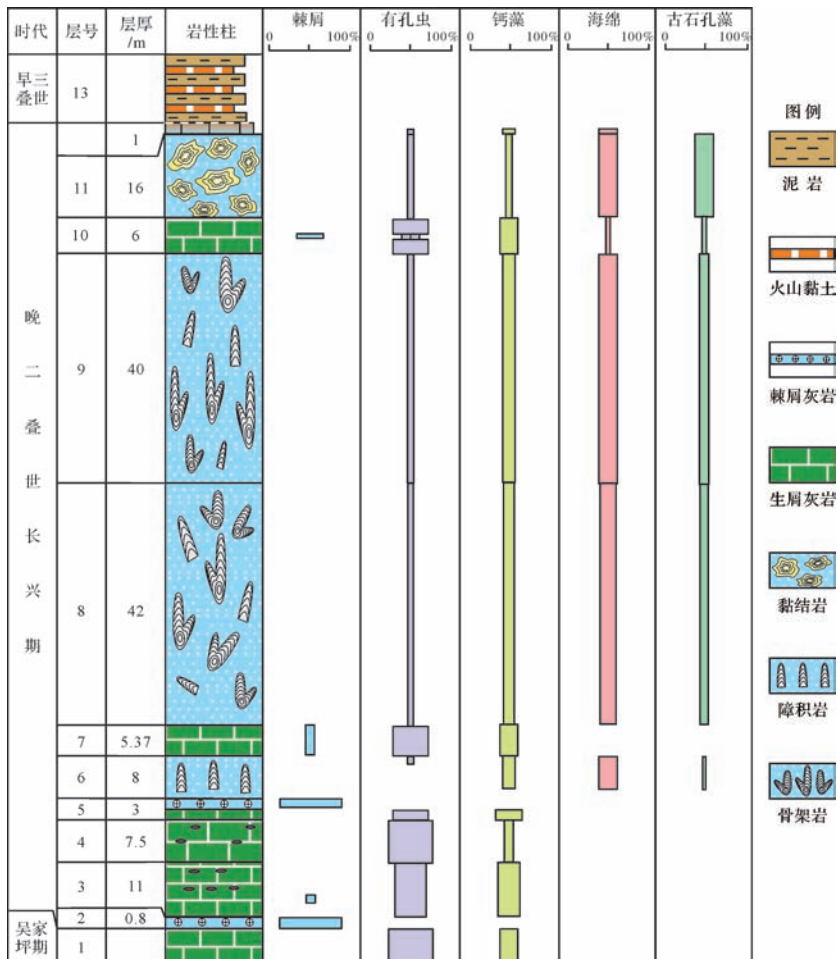 时代 层号 层厚/m 岩性柱 棘屑 有孔虫 钙藻 海绵 古石孔藻
0 100% 0 100% 0 100% 0 100% 0 100%
早三叠世 13
1
11 16
10 6
9 40
8 42
7 5.37
6 8
5 3
4 7.5
3 11
2 0.8
1
晚二叠世长兴期
吴家坪期
图例
泥岩
火山黏土
棘屑灰岩
生屑灰岩
黏结岩
障积岩
骨架岩